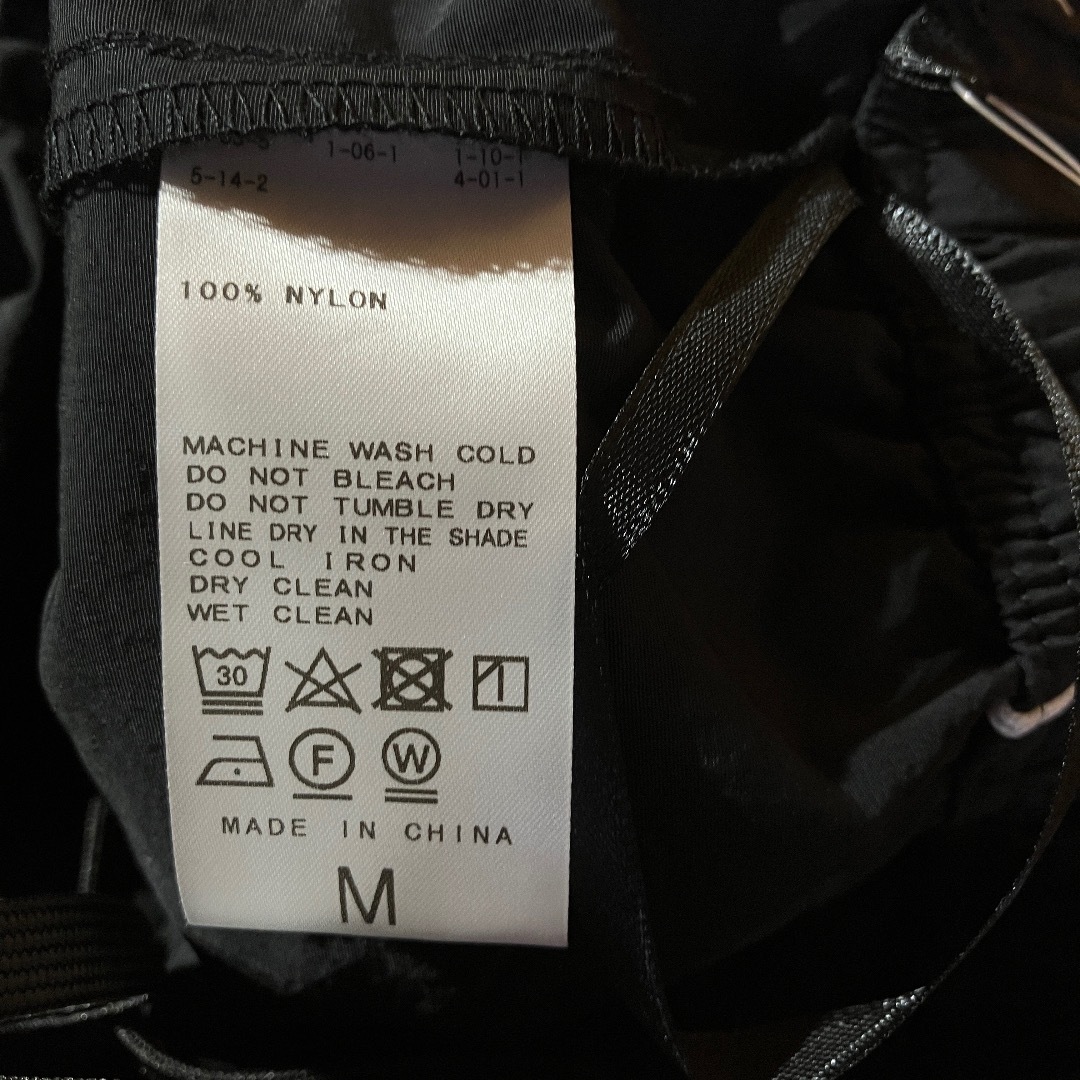 1-06-1 1-10-1
5-14-2 4-01-1
100% NYLON
MACHINE WASH COLD
DO NOT BLEACH
DO NOT TUMBLE DRY
LINE DRY IN THE SHADE
COOL IRON
DRY CLEAN
WET CLEAN
30
F W
MADE IN CHINA
M